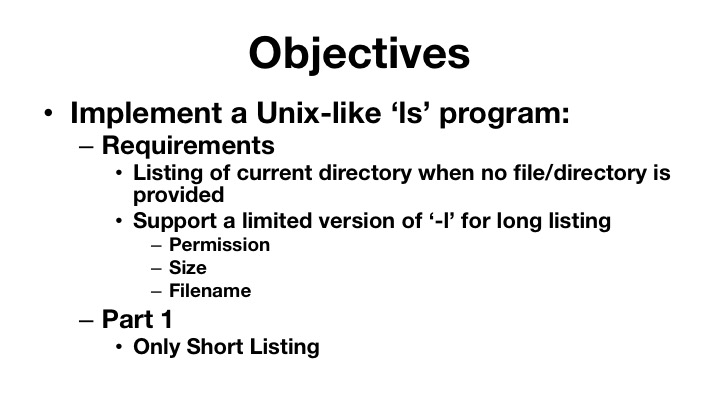 Objectives
• Implement a Unix-like ‘ls’ program:
– Requirements
• Listing of current directory when no file/directory is
provided
• Support a limited version of ‘-l’ for long listing
– Permission
– Size
– Filename
– Part 1
• Only Short Listing